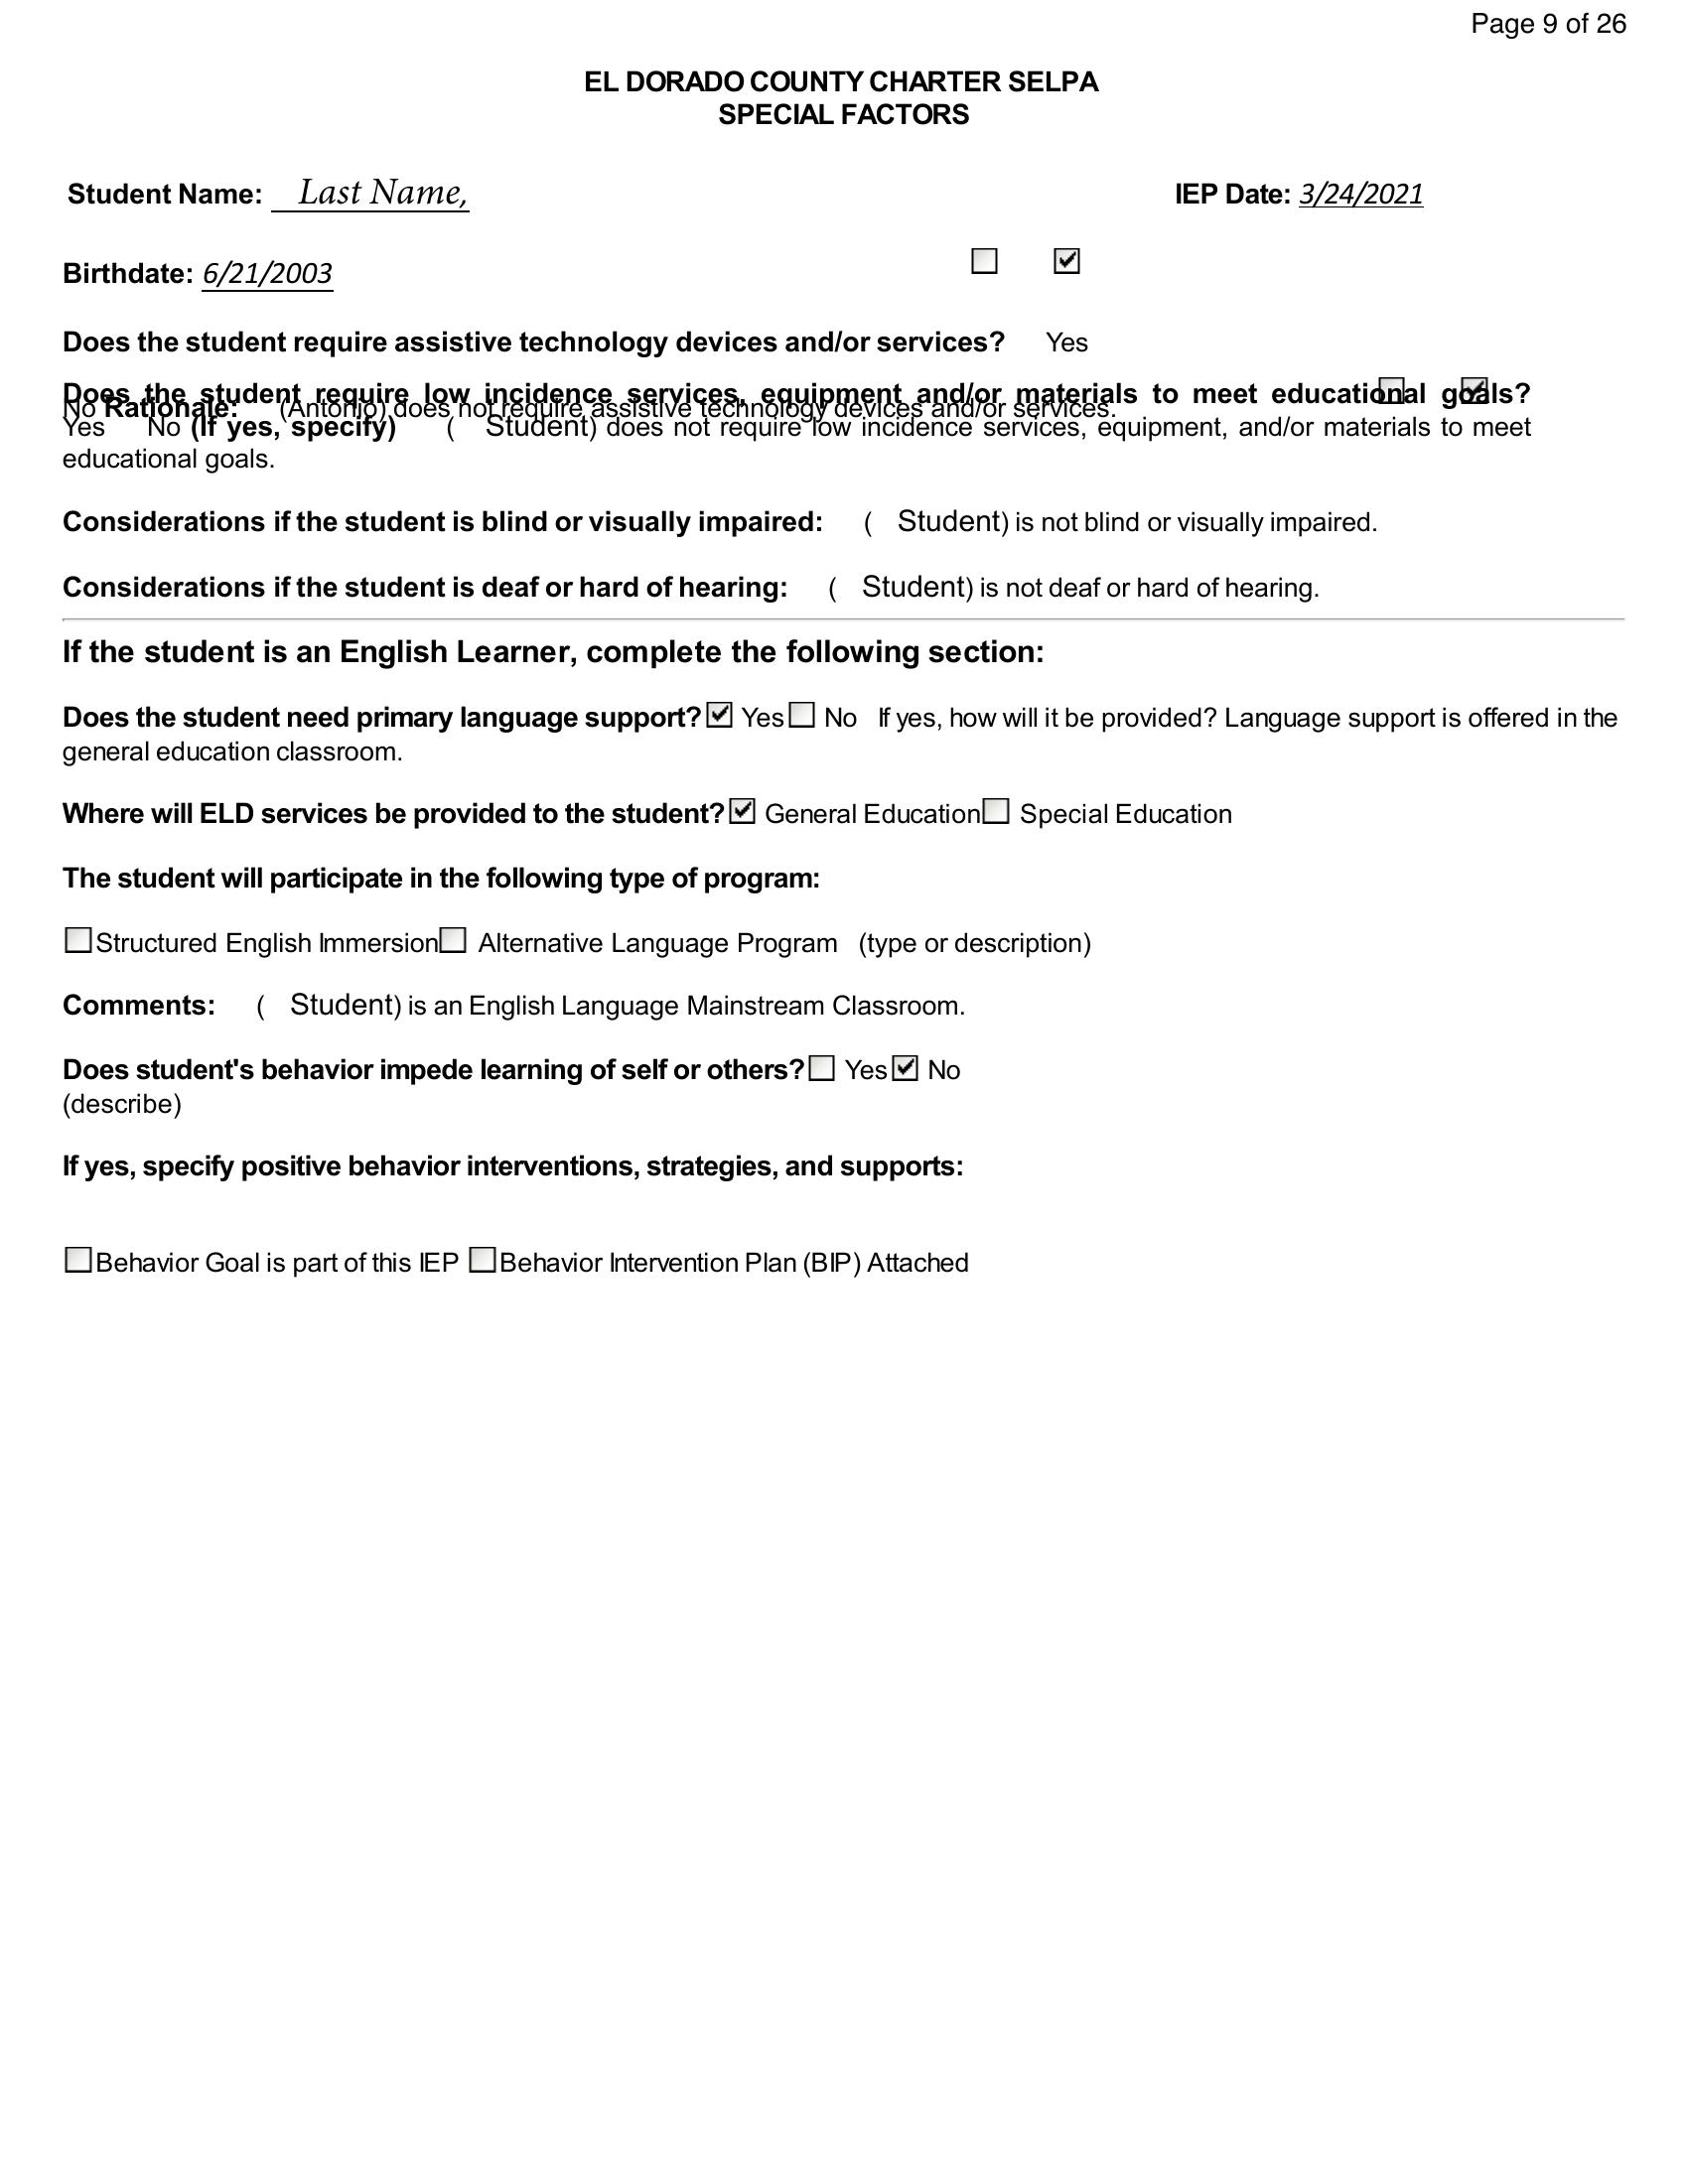 Page 9 of 26
EL DORADO COUNTY CHARTER SELPA
SPECIAL FACTORS
Student Name: Last Name, IEP Date: 3/24/2021
Birthdate: 6/21/2003
Does the student require assistive technology devices and/or services? Yes
Does the student require low incidence services, equipment and/or materials to meet educational goals?
No Rationale: (Antonio) does not require assistive technology devices and/or services.
Yes No (If yes, specify) ( Student) does not require low incidence services, equipment, and/or materials to meet
educational goals.
Considerations if the student is blind or visually impaired: ( Student) is not blind or visually impaired.
Considerations if the student is deaf or hard of hearing: ( Student) is not deaf or hard of hearing.
If the student is an English Learner, complete the following section:
Does the student need primary language support? Yes No If yes, how will it be provided? Language support is offered in the
general education classroom.
Where will ELD services be provided to the student? General Education Special Education
The student will participate in the following type of program:
Structured English Immersion Alternative Language Program (type or description)
Comments: ( Student) is an English Language Mainstream Classroom.
Does student's behavior impede learning of self or others? Yes No
(describe)
If yes, specify positive behavior interventions, strategies, and supports:
Behavior Goal is part of this IEP Behavior Intervention Plan (BIP) Attached